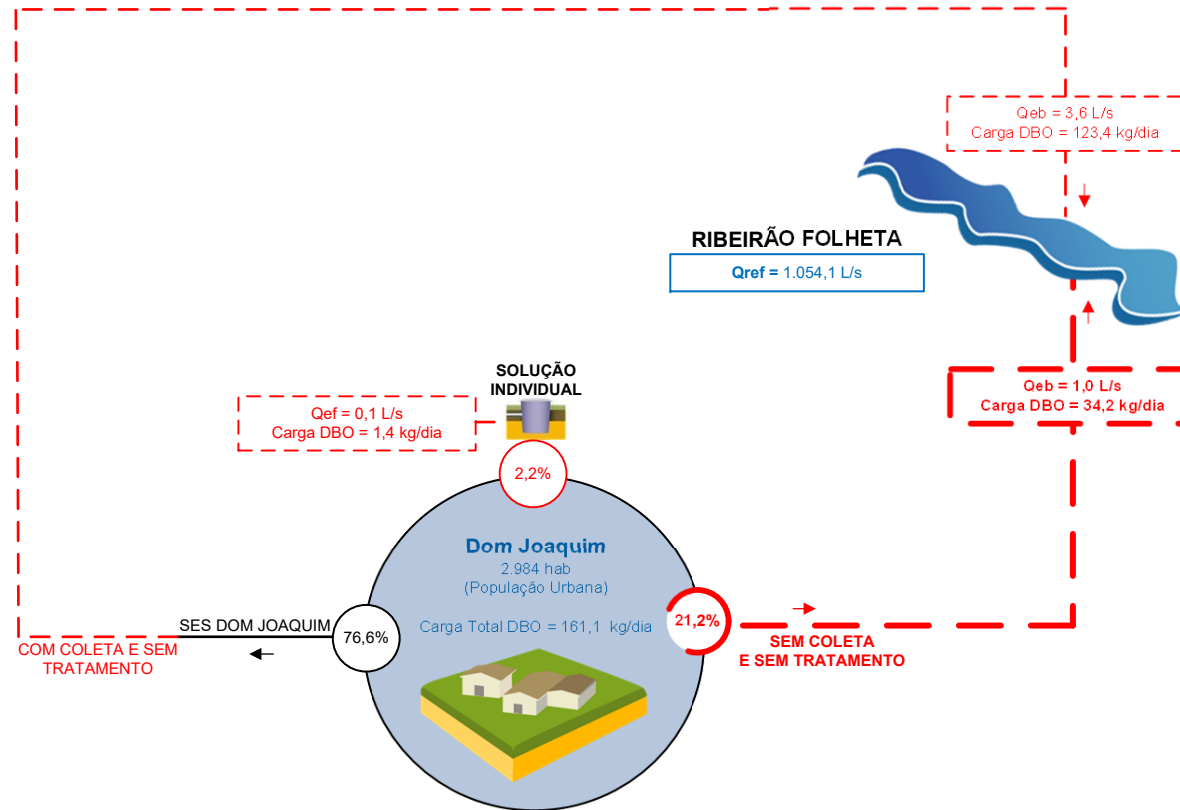 Qeb = 3,6 L/s
Carga DBO = 123,4 kg/dia
RIBEIRÃO FOLHETA
Qref = 1.054,1 L/s
SOLUÇÃO
INDIVIDUAL
Qef = 0,1 L/s
Carga DBO = 1,4 kg/dia
Qeb = 1,0 L/s
Carga DBO = 34,2 kg/dia
2,2%
Dom Joaquim
2.984 hab
(População Urbana)
Carga Total DBO = 161,1 kg/dia
SES DOM JOAQUIM
76,6%
21,2%
COM COLETA E SEM
TRATAMENTO
SEM COLETA
E SEM TRATAMENTO